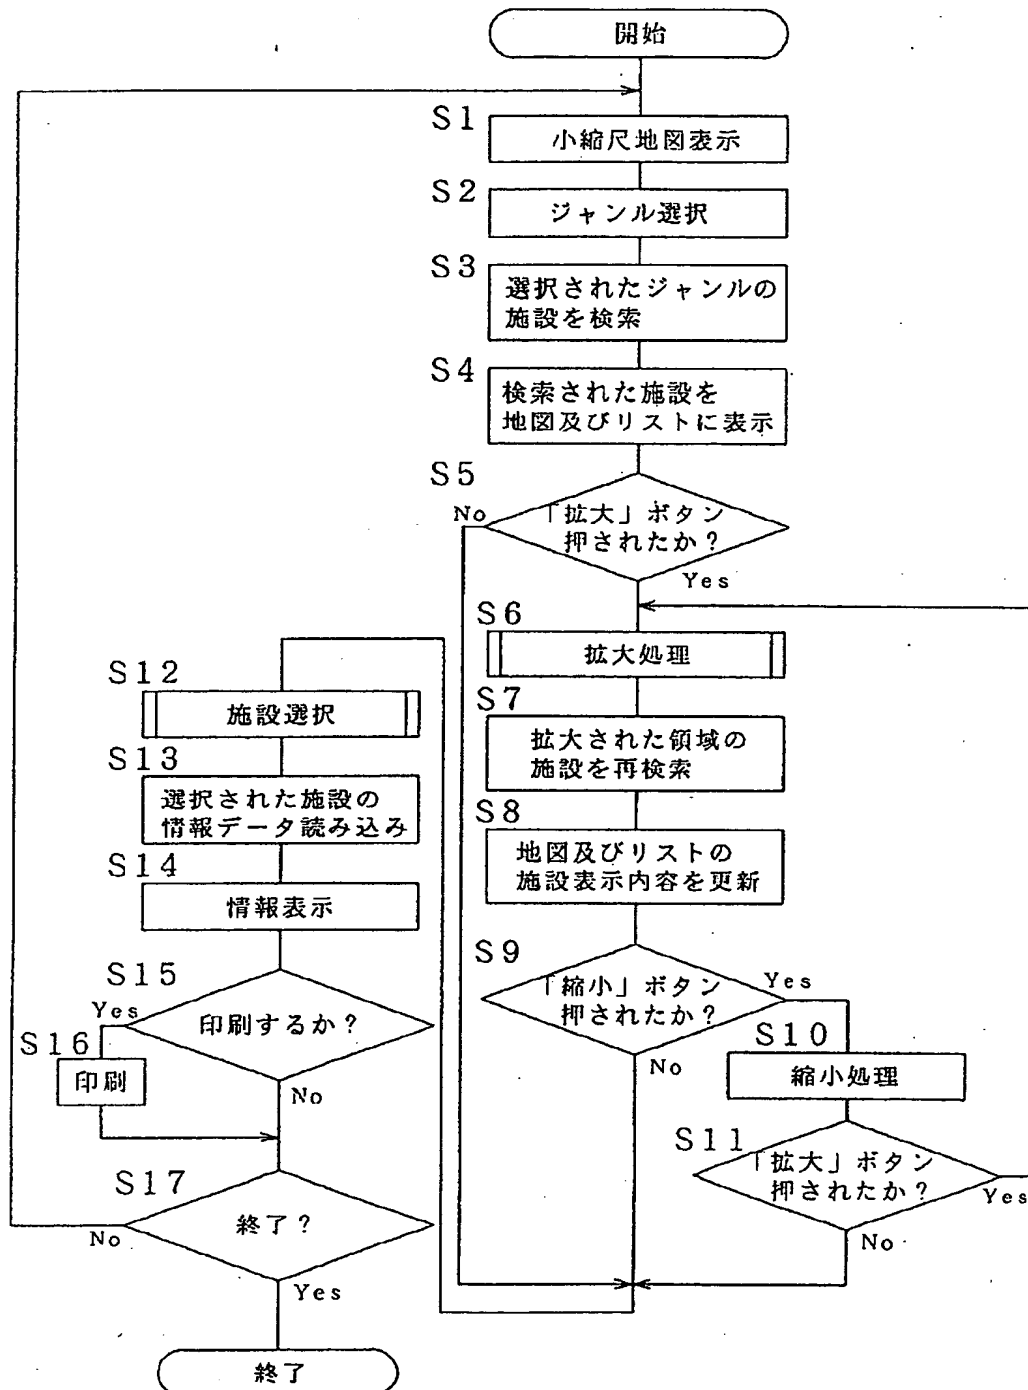 開始
S1
小縮尺地図表示
S2
ジャンル選択
S3
選択されたジャンルの
施設を検索
S4
検索された施設を
地図及びリストに表示
S5
「拡大」ボタン
押されたか?
No
Yes
S6
拡大処理
S7
拡大された領域の
施設を再検索
S8
地図及びリストの
施設表示内容を更新
S9
「縮小」ボタン
押されたか?
Yes
No
S10
縮小処理
S11
「拡大」ボタン
押されたか?
Yes
No
S12
施設選択
S13
選択された施設の
情報データ読み込み
S14
情報表示
S15
印刷するか?
Yes
No
S16
印刷
S17
終了?
No
Yes
終了